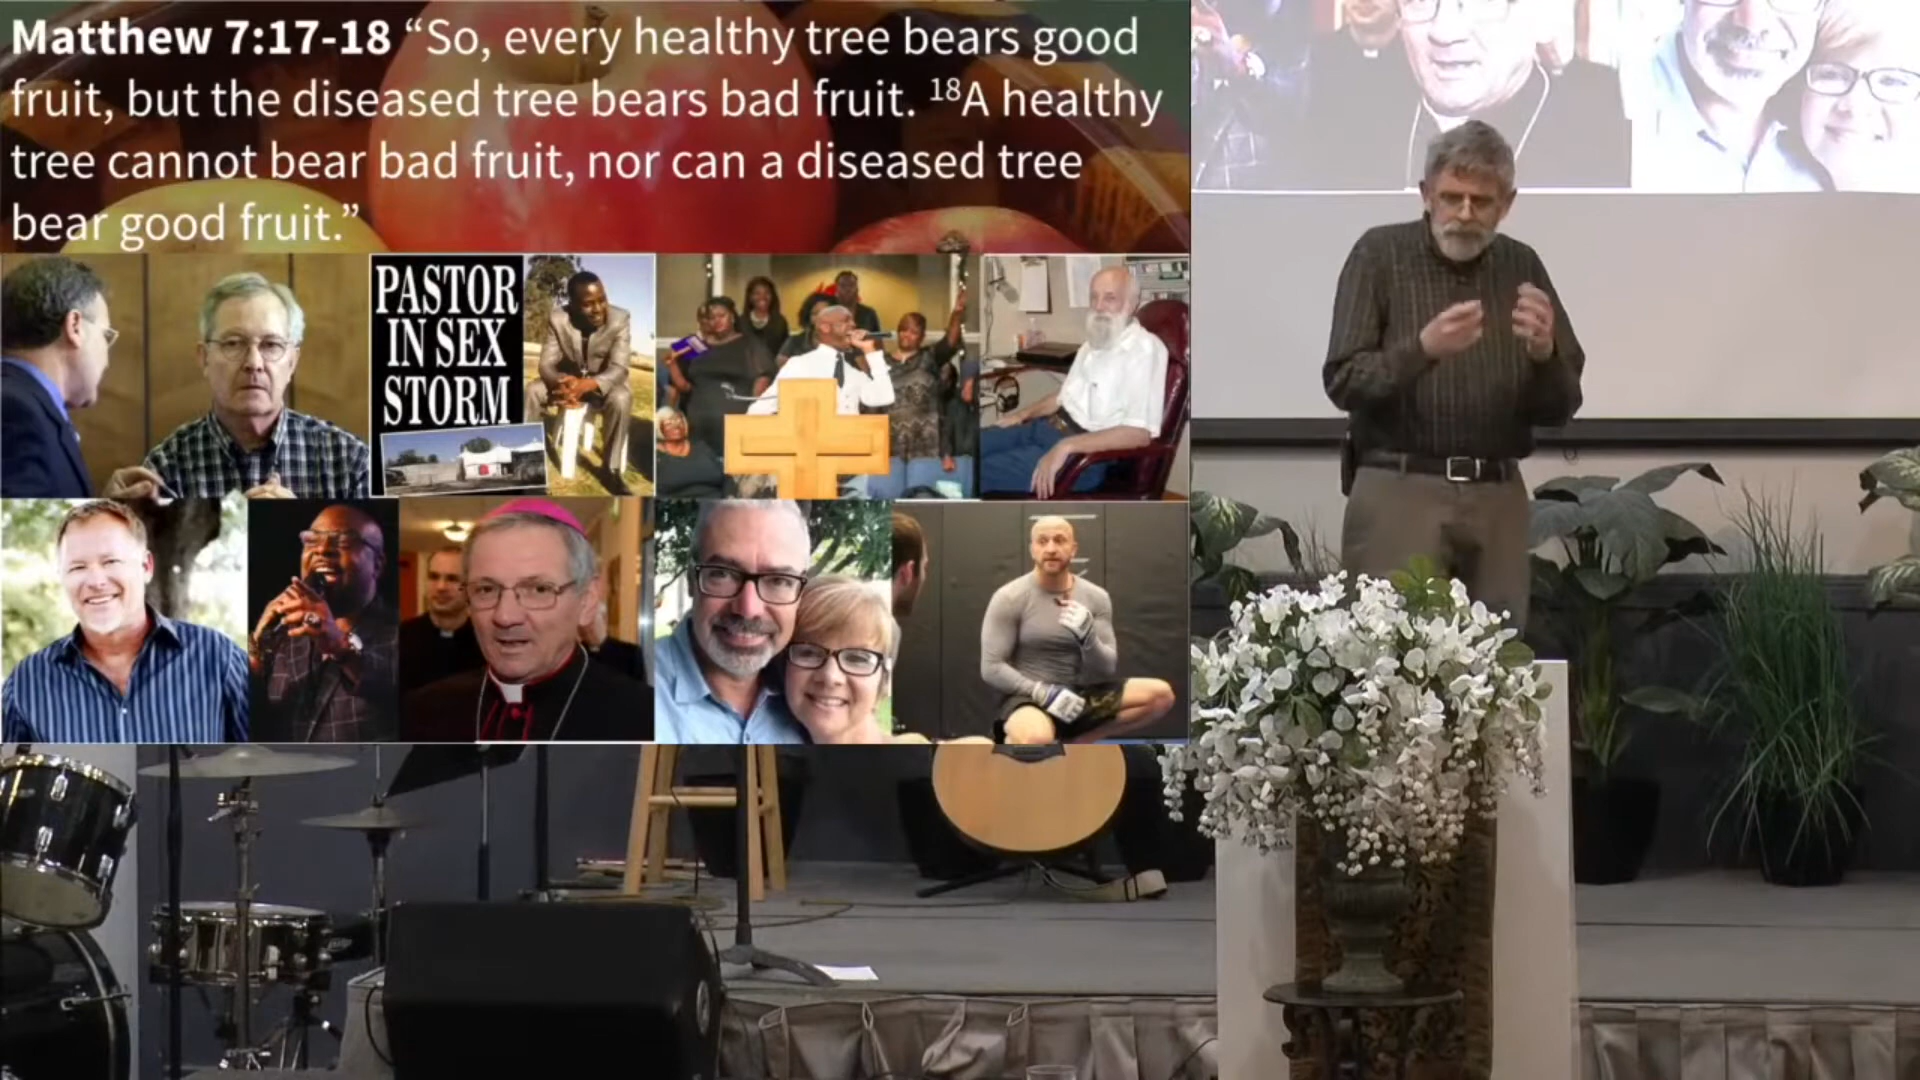 Matthew 7:17-18 “So, every healthy tree bears good
fruit, but the diseased tree bears bad fruit. ¹⁸A healthy
tree cannot bear bad fruit, nor can a diseased tree
bear good fruit.”
PASTOR
IN SEX
STORM